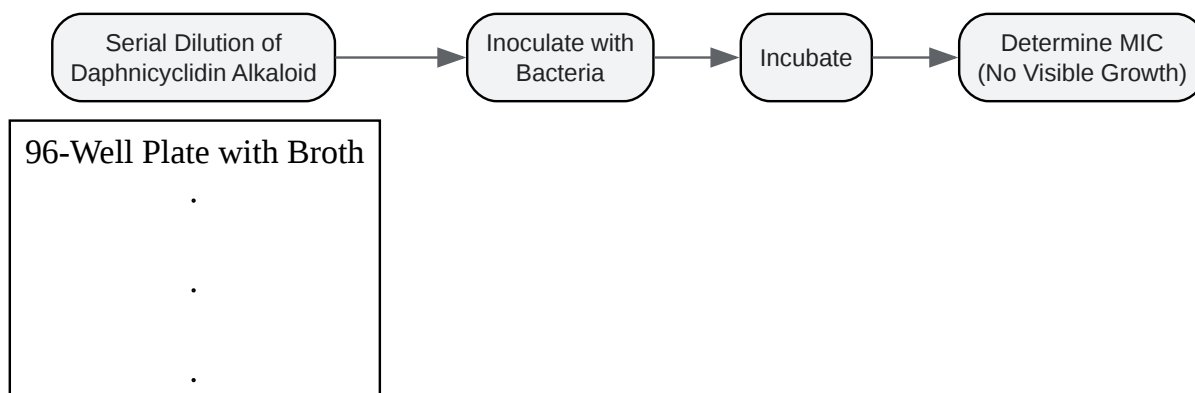 Serial Dilution of
Daphnicyclidin Alkaloid
Inoculate with
Bacteria
Incubate
Determine MIC
(No Visible Growth)
96-Well Plate with Broth
.
.
.